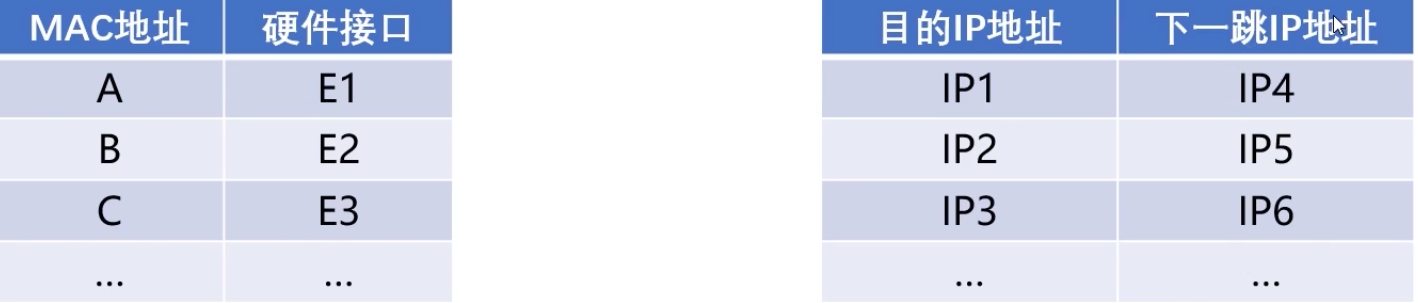 MAC地址 硬件接口
A E1
B E2
C E3
... ...
目的IP地址 下一跳IP地址
IP1 IP4
IP2 IP5
IP3 IP6
... ...